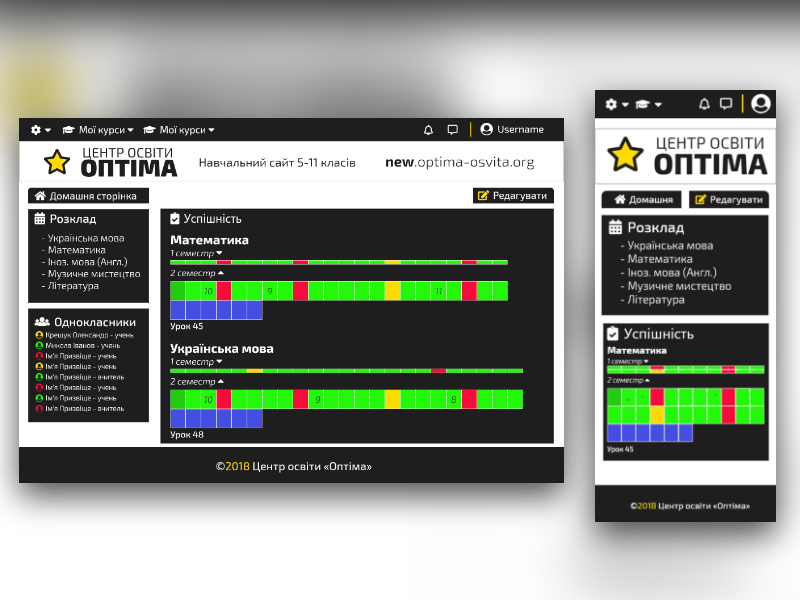 Мої курси Мої курси Username
ЦЕНТР ОСВІТИ
ОПТІМА
Навчальний сайт 5-11 класів
new.optima-osvita.org
Домашня сторінка
Редагувати
Розклад
- Українська мова
- Математика
- Іноз. мова (Англ.)
- Музичне мистецтво
- Література
Однокласники
Крещук Олександр - учень
Микола Іванов - учень
Ім'я Призвіще - учень
Ім'я Призвіще - учень
Ім'я Призвіще - вчитель
Ім'я Призвіще - учень
Ім'я Призвіще - учень
Ім'я Призвіще - вчитель
Успішність
Математика
1 семестр
2 семестр
10 9 11
Урок 45
Українська мова
1 семестр
2 семестр
10 9 8
Урок 48
©2018 Центр освіти «Оптіма»
ЦЕНТР ОСВІТИ
ОПТІМА
Домашня
Редагувати
Розклад
- Українська мова
- Математика
- Іноз. мова (Англ.)
- Музичне мистецтво
- Література
Успішність
Математика
1 семестр
2 семестр
Урок 45
©2018 Центр освіти «Оптіма»